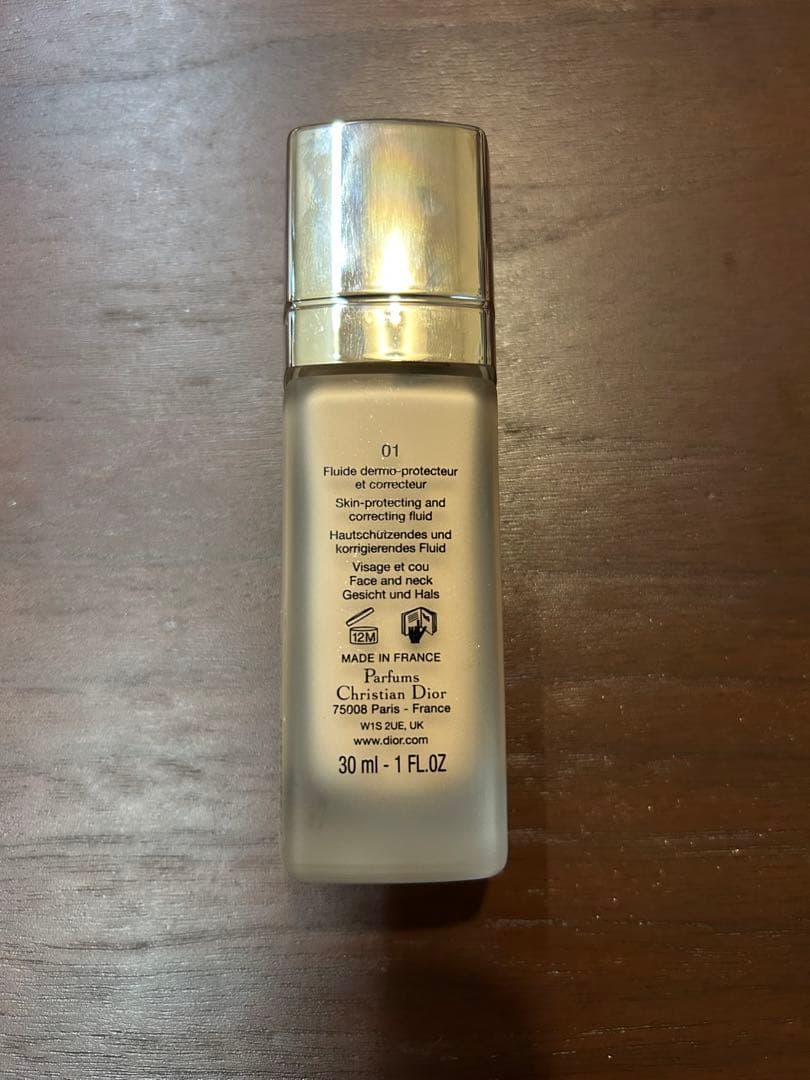 01
Fluide dermo-protecteur
et correcteur
Skin-protecting and
correcting fluid
Hautschützendes und
korrigierendes Fluid
Visage et cou
Face and neck
Gesicht und Hals
12M
MADE IN FRANCE
Parfums
Christian Dior
75008 Paris - France
W1S 2UE, UK
www.dior.com
30 ml - 1 FL.OZ